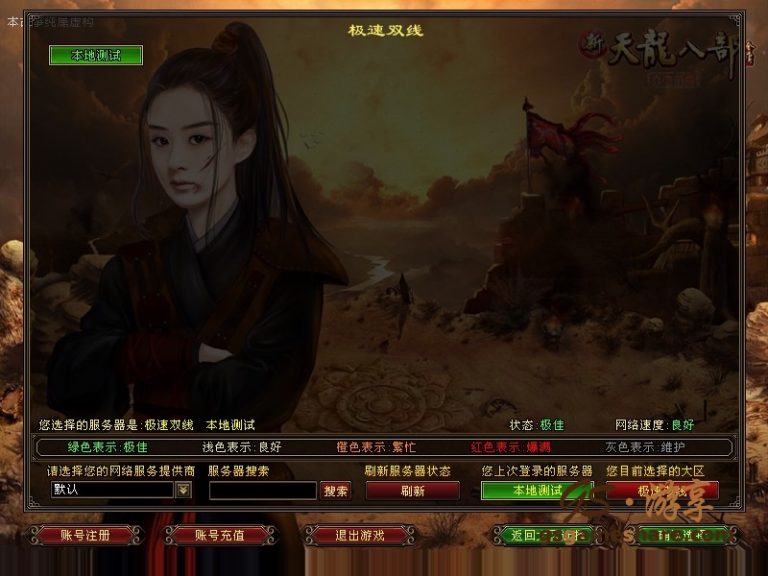 极速双线
新天龍八部
本地测试
您选择的服务器是:极速双线 本地测试 状态:极佳 网络速度:良好
绿色表示:极佳 浅色表示:良好 橙色表示:繁忙 红色表示:爆满 灰色表示:维护
请选择您的网络服务提供商 服务器搜索 刷新服务器状态 您上次登录的服务器 您目前选择的大区
默认 搜索 刷新 本地测试
游享
账号注册 账号充值 退出游戏